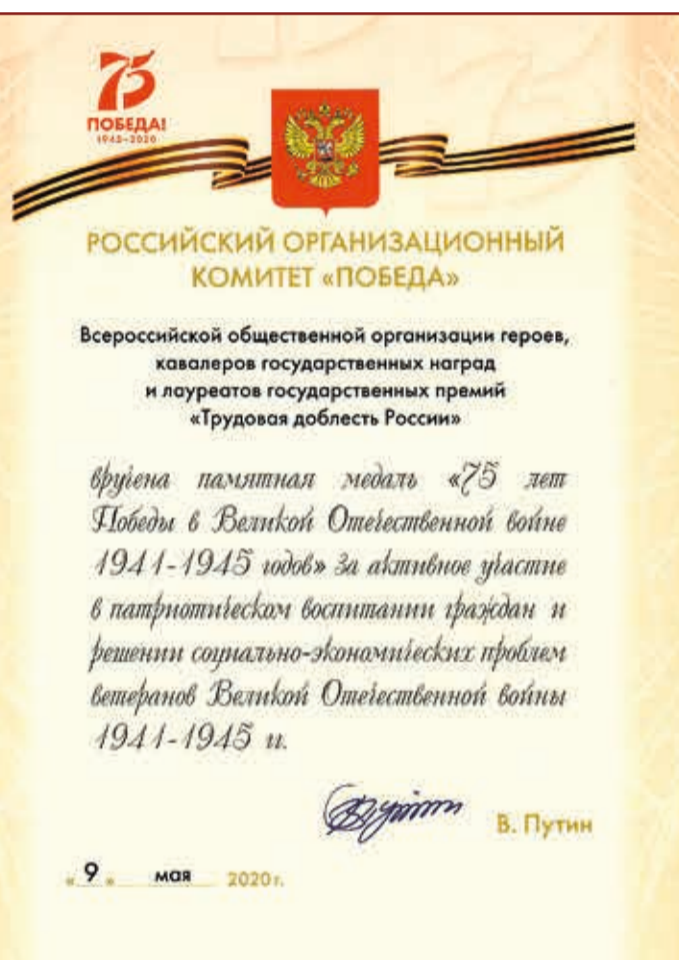 75
ПОБЕДА!
1945–2020
РОССИЙСКИЙ ОРГАНИЗАЦИОННЫЙ
КОМИТЕТ «ПОБЕДА»
Всероссийской общественной организации героев,
кавалеров государственных наград
и лауреатов государственных премий
«Трудовая доблесть России»
вручена памятная медаль «75 лет
Победы в Великой Отечественной войне
1941-1945 годов» за активное участие
в патриотическом воспитании граждан и
решении социально-экономических проблем
ветеранов Великой Отечественной войны
1941-1945 гг.
В. Путин
« 9 » мая 2020 г.